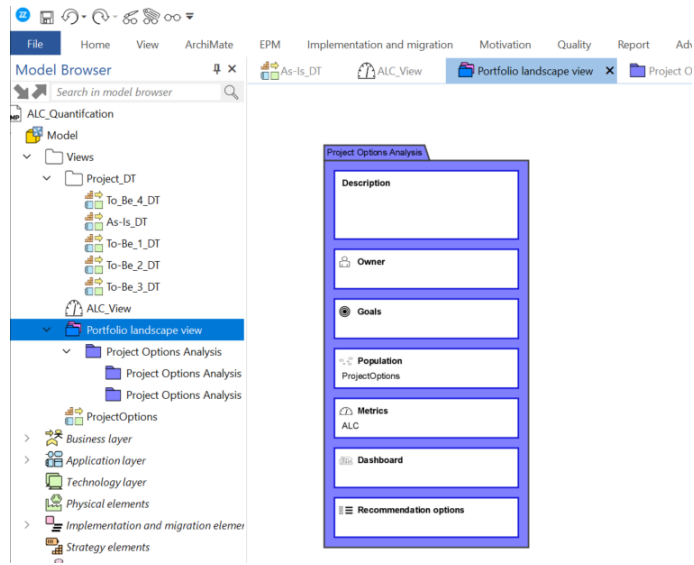 File Home View ArchiMate EPM Implementation and migration Motivation Quality Report Adv
Model Browser
As-Is_DT ALC_View Portfolio landscape view Project O
Search in model browser
ALC_Quantifcation
Model
Views
Project_DT
To_Be_4_DT
As-Is_DT
To-Be_1_DT
To-Be_2_DT
To-Be_3_DT
ALC_View
Portfolio landscape view
Project Options Analysis
Project Options Analysis
Project Options Analysis
ProjectOptions
Business layer
Application layer
Technology layer
Physical elements
Implementation and migration elemen
Strategy elements
Project Options Analysis
Description
Owner
Goals
Population
ProjectOptions
Metrics
ALC
Dashboard
Recommendation options